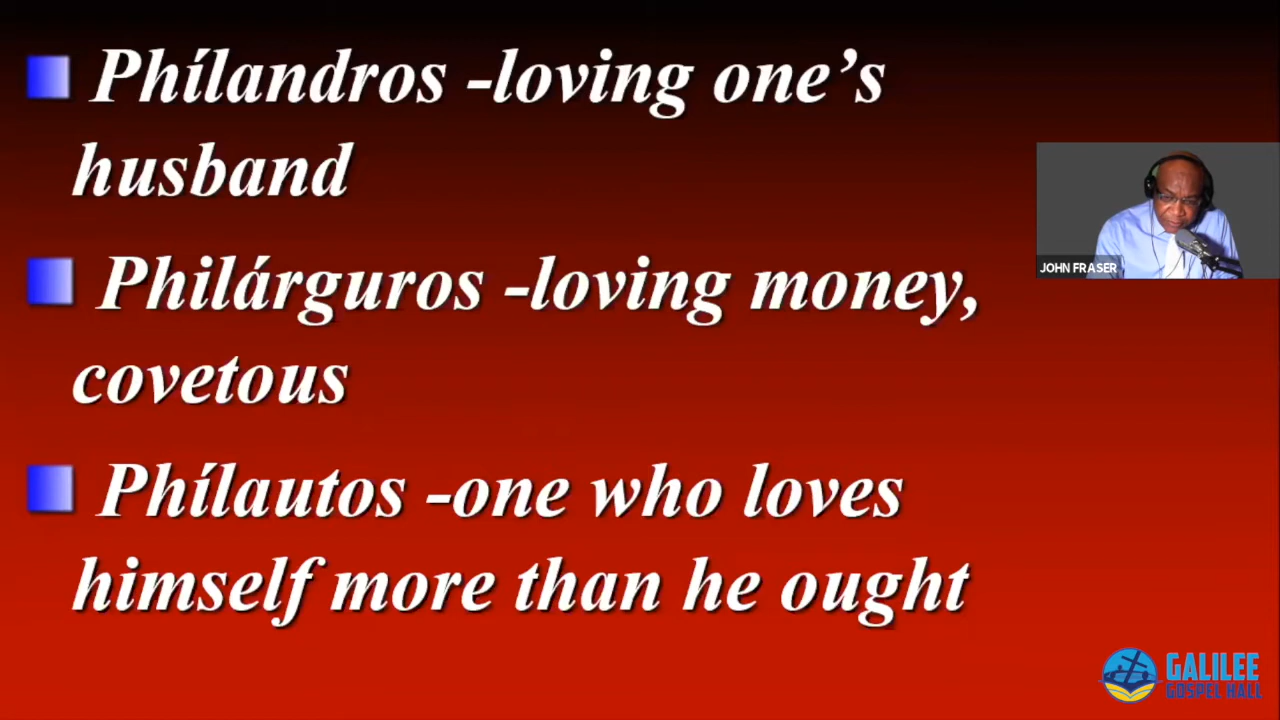 Phílandros -loving one’s
husband
Philárguros -loving money,
covetous
Phílautos -one who loves
himself more than he ought
JOHN FRASER
GALILEE
GOSPEL HALL